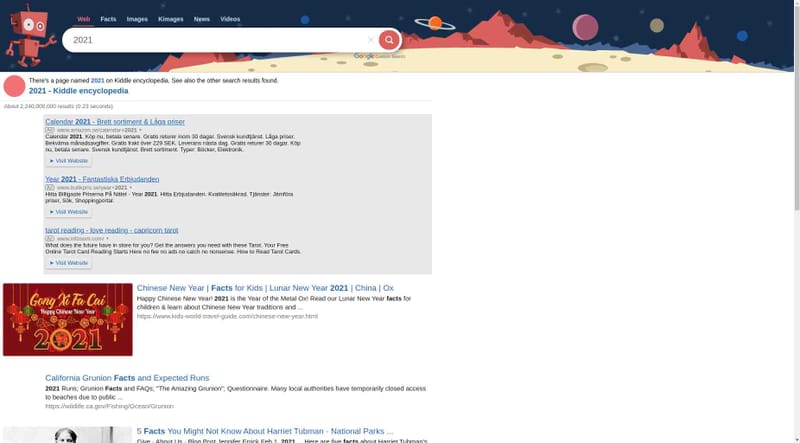 Web Facts Images Kimages News Videos
2021
Google Custom Search
There's a page named 2021 on Kiddle encyclopedia. See also the other search results found.
2021 - Kiddle encyclopedia
About 2,240,000,000 results (0.23 seconds)
Calendar 2021 - Brett sortiment & Låga priser
Ad www.amazon.se/calendar+2021
Calendar 2021. Köp nu, betala senare. Gratis returer inom 30 dagar. Svensk kundtjänst. Låga priser.
Bekväma månadsavgifter. Gratis frakt över 229 SEK. Leverans nästa dag. Gratis returer 30 dagar. Köp
nu, betala senare. Svensk kundtjänst. Brett sortiment. Typer: Böcker, Elektronik.
► Visit Website
Year 2021 - Fantastiska Erbjudanden
Ad www.butikpris.se/year+2021
Hitta Billigaste Priserna På Nätet - Year 2021. Hitta Erbjudanden. Kvalitetssäkrad. Tjänster: Jämföra
priser, Sök, Shoppingportal.
► Visit Website
tarot reading - love reading - capricorn tarot
Ad
What does the future have in store for you? Get the answers you need with these Tarot. Your Free
Online Tarot Card Reading Starts Here no fee no ads no catch no nonsense. How to Read Tarot Cards.
► Visit Website
Gong Xi Fa Cai
Happy Chinese New Year
2021
Chinese New Year | Facts for Kids | Lunar New Year 2021 | China | Ox
Happy Chinese New Year! 2021 is the Year of the Metal Ox! Read our Lunar New Year facts for
children & learn about Chinese New Year traditions and ...
https://www.kids-world-travel-guide.com/chinese-new-year.html
California Grunion Facts and Expected Runs
2021 Runs; Grunion Facts and FAQs; "The Amazing Grunion"; Questionnaire. Many local authorities have temporarily closed access
to beaches due to public ...
https://wildlife.ca.gov/Fishing/Ocean/Grunion
5 Facts You Might Not Know About Harriet Tubman · National Parks ...
Give · About Us · Blog Post Jennifer Errick Feb 1, 2021 ... Here are five facts about Harriet Tubman's